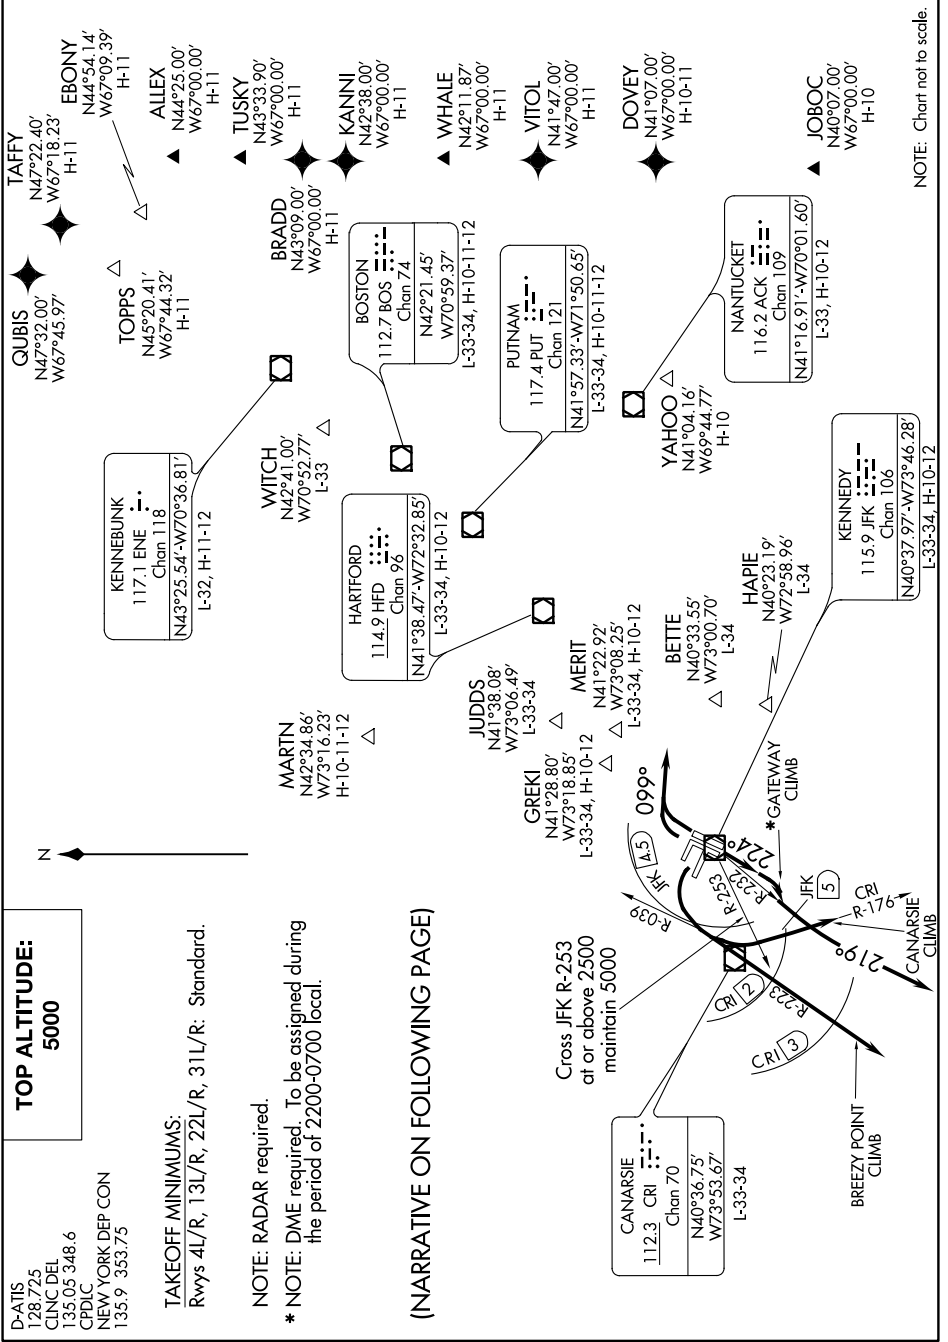 D-ATIS
128.725
CLNC DEL
135.05 348.6
CPDLC
NEW YORK DEP CON
135.9 353.75
TOP ALTITUDE:
5000
TAKEOFF MINIMUMS:
Rwys 4L/R, 13L/R, 22L/R, 31L/R: Standard.
NOTE: RADAR required.
* NOTE: DME required. To be assigned during
the period of 2200-0700 local.
(NARRATIVE ON FOLLOWING PAGE)
N
QUBIS
N47°32.00'
W67°45.97'
TAFFY
N47°22.40'
W67°18.23'
H-11
EBONY
N44°54.14'
W67°09.39'
H-11
TOPPS
N45°20.41'
W67°44.32'
H-11
ALLEX
N44°25.00'
W67°00.00'
H-11
TUSKY
N43°33.90'
W67°00.00'
H-11
BRADD
N43°09.00'
W67°00.00'
H-11
KANNI
N42°38.00'
W67°00.00'
H-11
WHALE
N42°11.87'
W67°00.00'
H-11
VITOL
N41°47.00'
W67°00.00'
H-11
DOVEY
N41°07.00'
W67°00.00'
H-10-11
JOBOC
N40°07.00'
W67°00.00'
H-10
KENNEBUNK
117.1 ENE
Chan 118
N43°25.54'-W70°36.81'
L-32, H-11-12
WITCH
N42°41.00'
W70°52.77'
L-33
BOSTON
112.7 BOS
Chan 74
N42°21.45'
W70°59.37'
L-33-34, H-10-11-12
MARTN
N42°34.86'
W73°16.23'
H-10-11-12
HARTFORD
114.9 HFD
Chan 96
N41°38.47'-W72°32.85'
L-33-34, H-10-12
PUTNAM
117.4 PUT
Chan 121
N41°57.33'-W71°50.65'
L-33-34, H-10-11-12
JUDDS
N41°38.08'
W73°06.49'
L-33-34
GREKI
N41°28.80'
W73°18.85'
L-33-34, H-10-12
MERIT
N41°22.92'
W73°08.25'
L-33-34, H-10-12
YAHOO
N41°04.16'
W69°44.77'
H-10
NANTUCKET
116.2 ACK
Chan 109
N41°16.91'-W70°01.60'
L-33, H-10-12
BETTE
N40°33.55'
W73°00.70'
L-34
HAPIE
N40°23.19'
W72°58.96'
L-34
KENNEDY
115.9 JFK
Chan 106
N40°37.97'-W73°46.28'
L-33-34, H-10-12
CANARSIE
112.3 CRI
Chan 70
N40°36.75'
W73°53.67'
L-33-34
Cross JFK R-253
at or above 2500
maintain 5000
JFK 4.5
R-039
099°
R-253
R-232
224°
*GATEWAY
CLIMB
JFK 5
CRI
R-176
CANARSIE
CLIMB
219°
CRI 2
R-223
CRI 3
BREEZY POINT
CLIMB
NOTE: Chart not to scale.